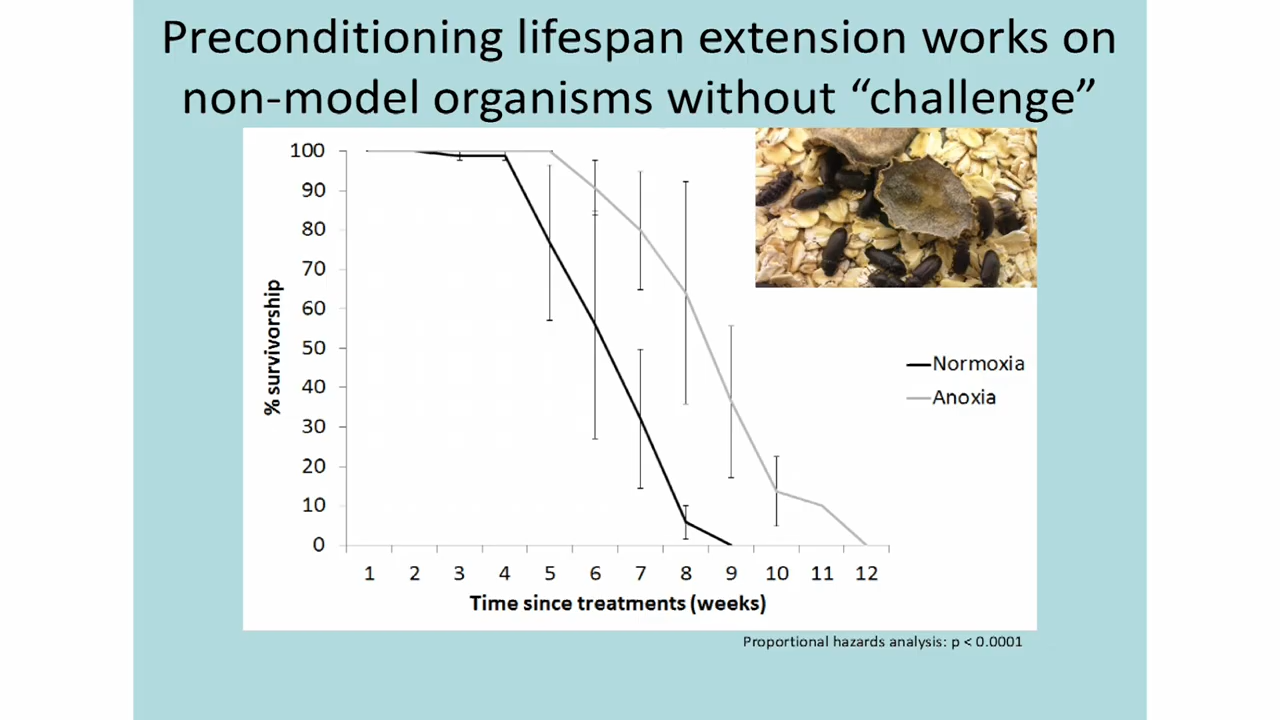 Preconditioning lifespan extension works on
non-model organisms without “challenge”
100
90
80
70
60
50
40
30
20
10
0
% survivorship
1 2 3 4 5 6 7 8 9 10 11 12
Time since treatments (weeks)
Normoxia
Anoxia
Proportional hazards analysis: p < 0.0001